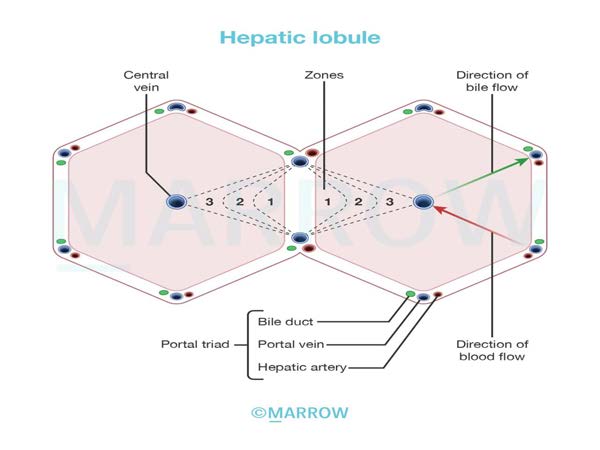 Hepatic lobule
Central
vein
Zones
Direction of
bile flow
MARROW
3 2 1 1 2 3
Bile duct
Portal triad
Portal vein
Hepatic artery
Direction of
blood flow
©MARROW